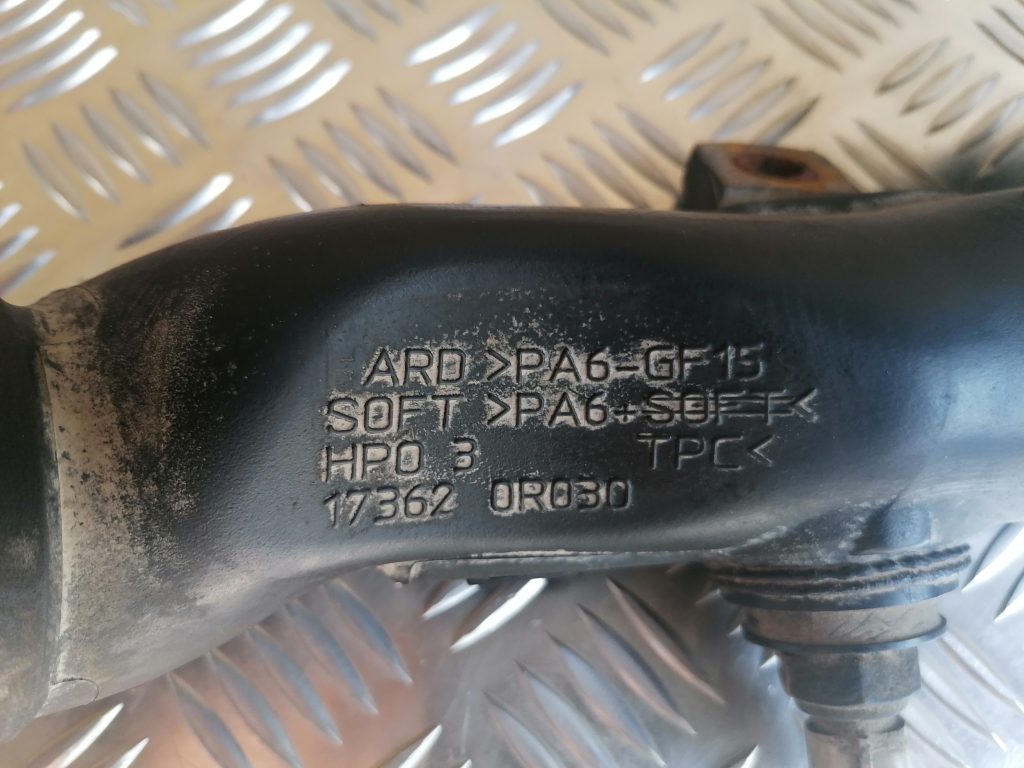 ARD >PA6-GF15
SOFT >PA6+SOFT<
HPO 3 TPC<
17362 0R030